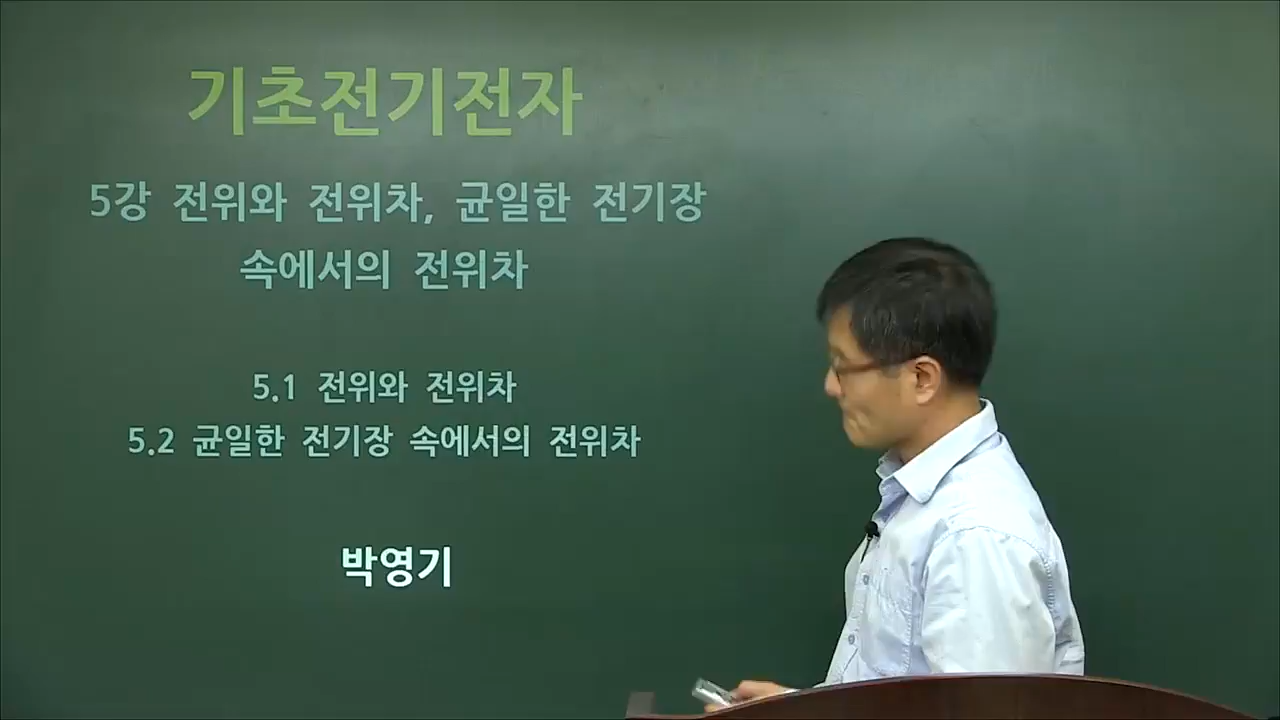 기초전기전자
5강 전위와 전위차, 균일한 전기장
속에서의 전위차
5.1 전위와 전위차
5.2 균일한 전기장 속에서의 전위차
박영기